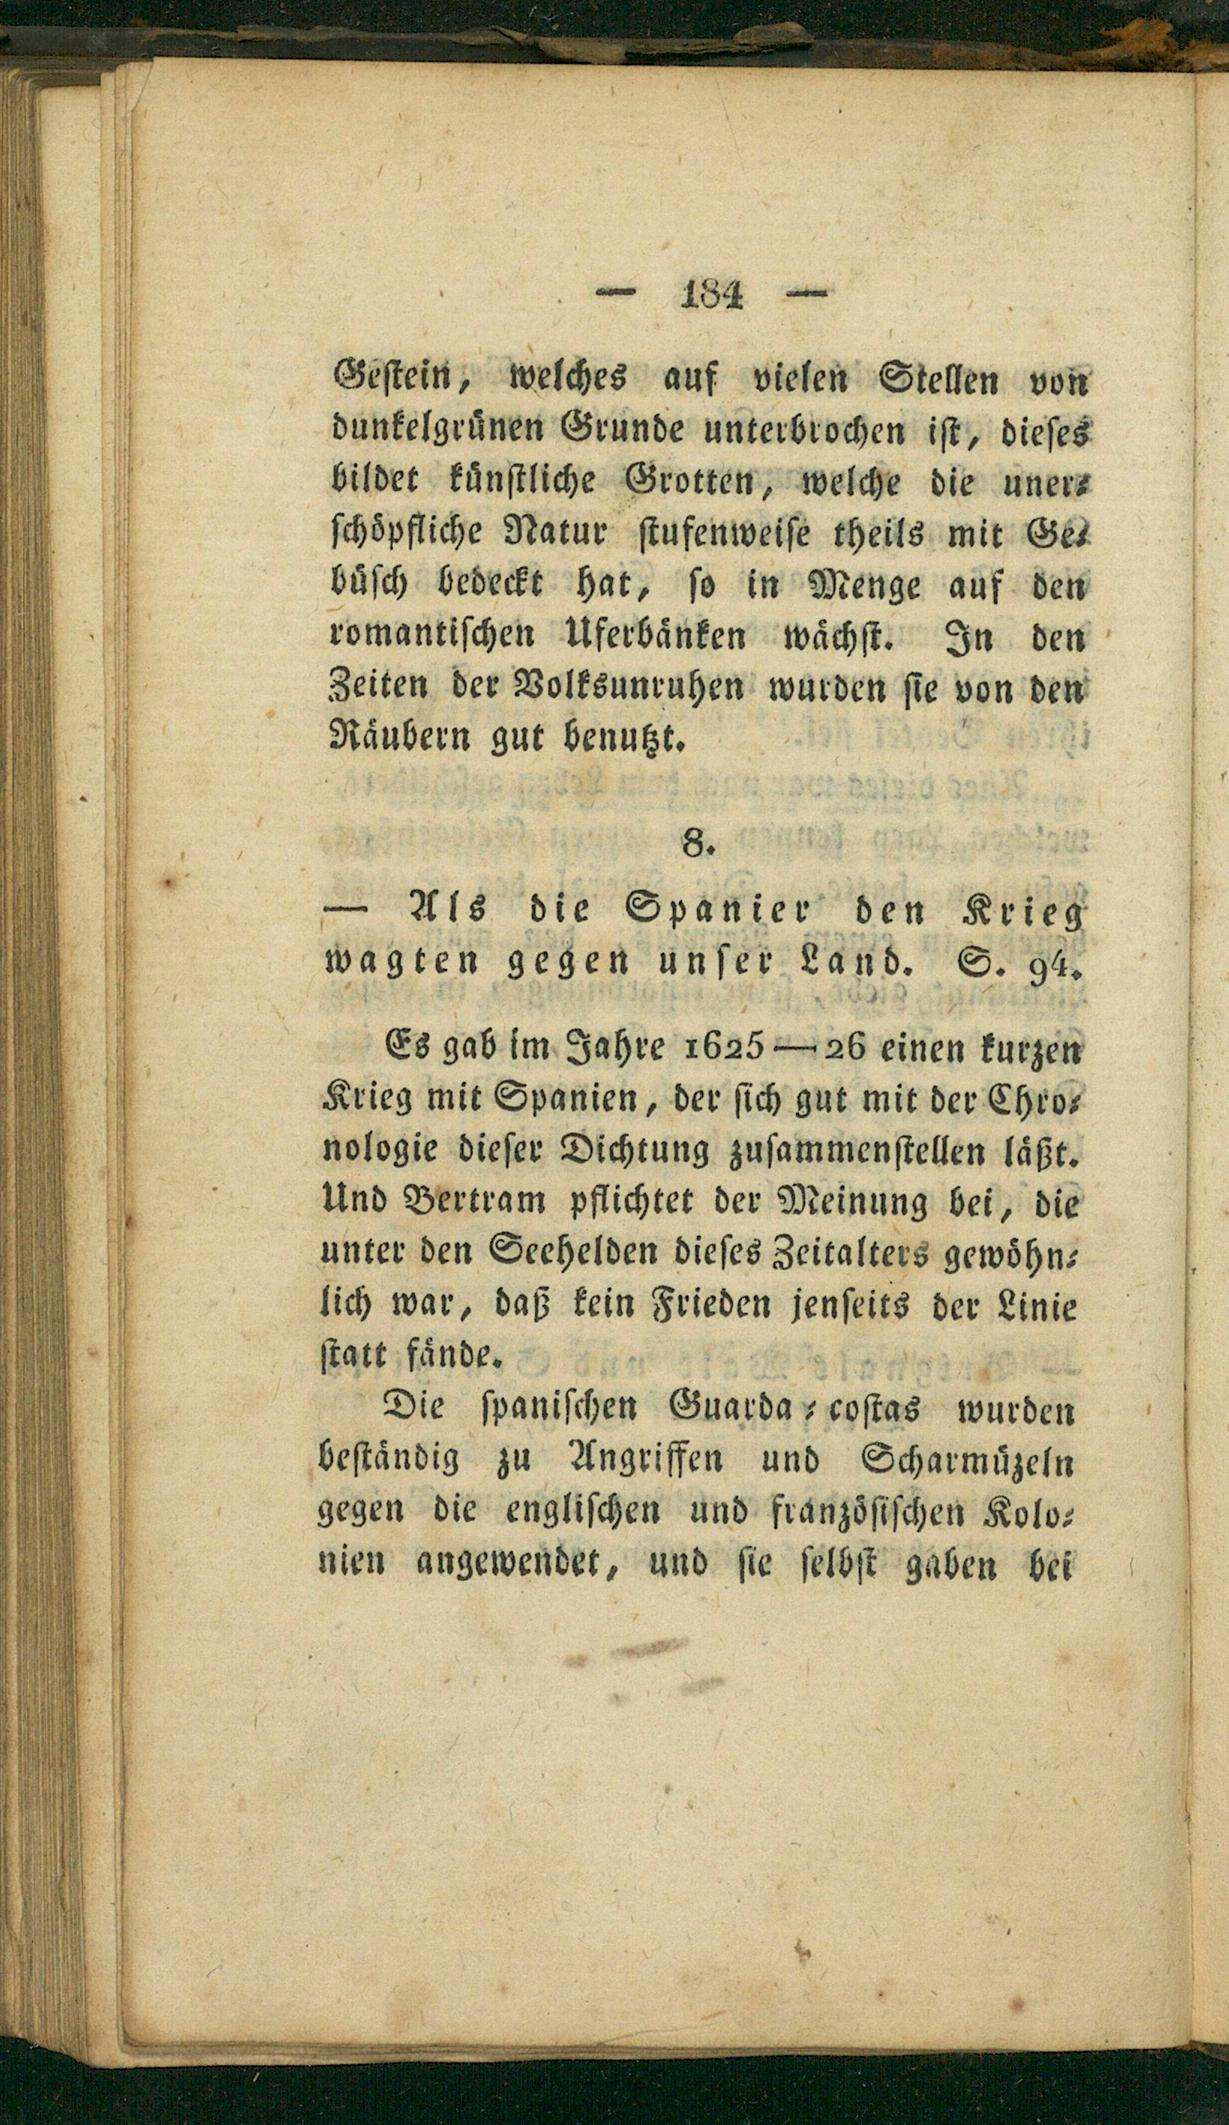 — 184 —
Gestein, welches auf vielen Stellen von
dunkelgrünen Grunde unterbrochen ist, dieses
bildet künstliche Grotten, welche die uner⸗
schöpfliche Natur stufenweise theils mit Ge⸗
büsch bedeckt hat, so in Menge auf den
romantischen Uferbänken wächst. In den
Zeiten der Volksunruhen wurden sie von den
Räubern gut benutzt.
8.
— Als die Spanier den Krieg
wagten gegen unser Land. S. 94.
Es gab im Jahre 1625—26 einen kurzen
Krieg mit Spanien, der sich gut mit der Chro⸗
nologie dieser Dichtung zusammenstellen läßt.
Und Bertram pflichtet der Meinung bei, die
unter den Seehelden dieses Zeitalters gewöhn⸗
lich war, daß kein Frieden jenseits der Linie
statt fände.
Die spanischen Guarda⸗costas wurden
beständig zu Angriffen und Scharmüzeln
gegen die englischen und französischen Kolo⸗
nien angewendet, und sie selbst gaben bei